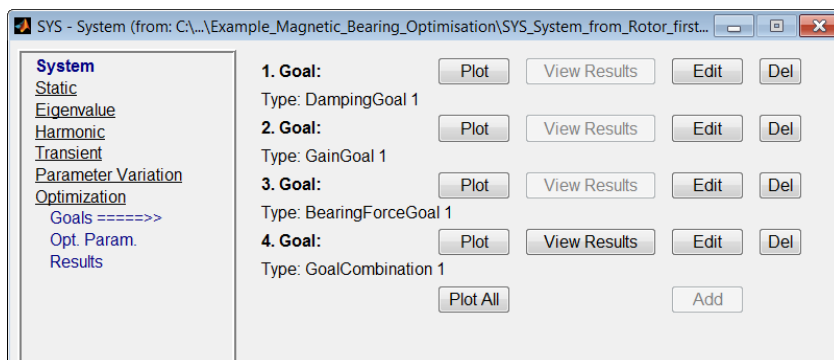 SYS - System (from: C:\...\Example_Magnetic_Bearing_Optimisation\SYS_System_from_Rotor_first...
System
Static
Eigenvalue
Harmonic
Transient
Parameter Variation
Optimization
Goals =====>>
Opt. Param.
Results
1. Goal: Plot View Results Edit Del
Type: DampingGoal 1
2. Goal: Plot View Results Edit Del
Type: GainGoal 1
3. Goal: Plot View Results Edit Del
Type: BearingForceGoal 1
4. Goal: Plot View Results Edit Del
Type: GoalCombination 1
Plot All Add